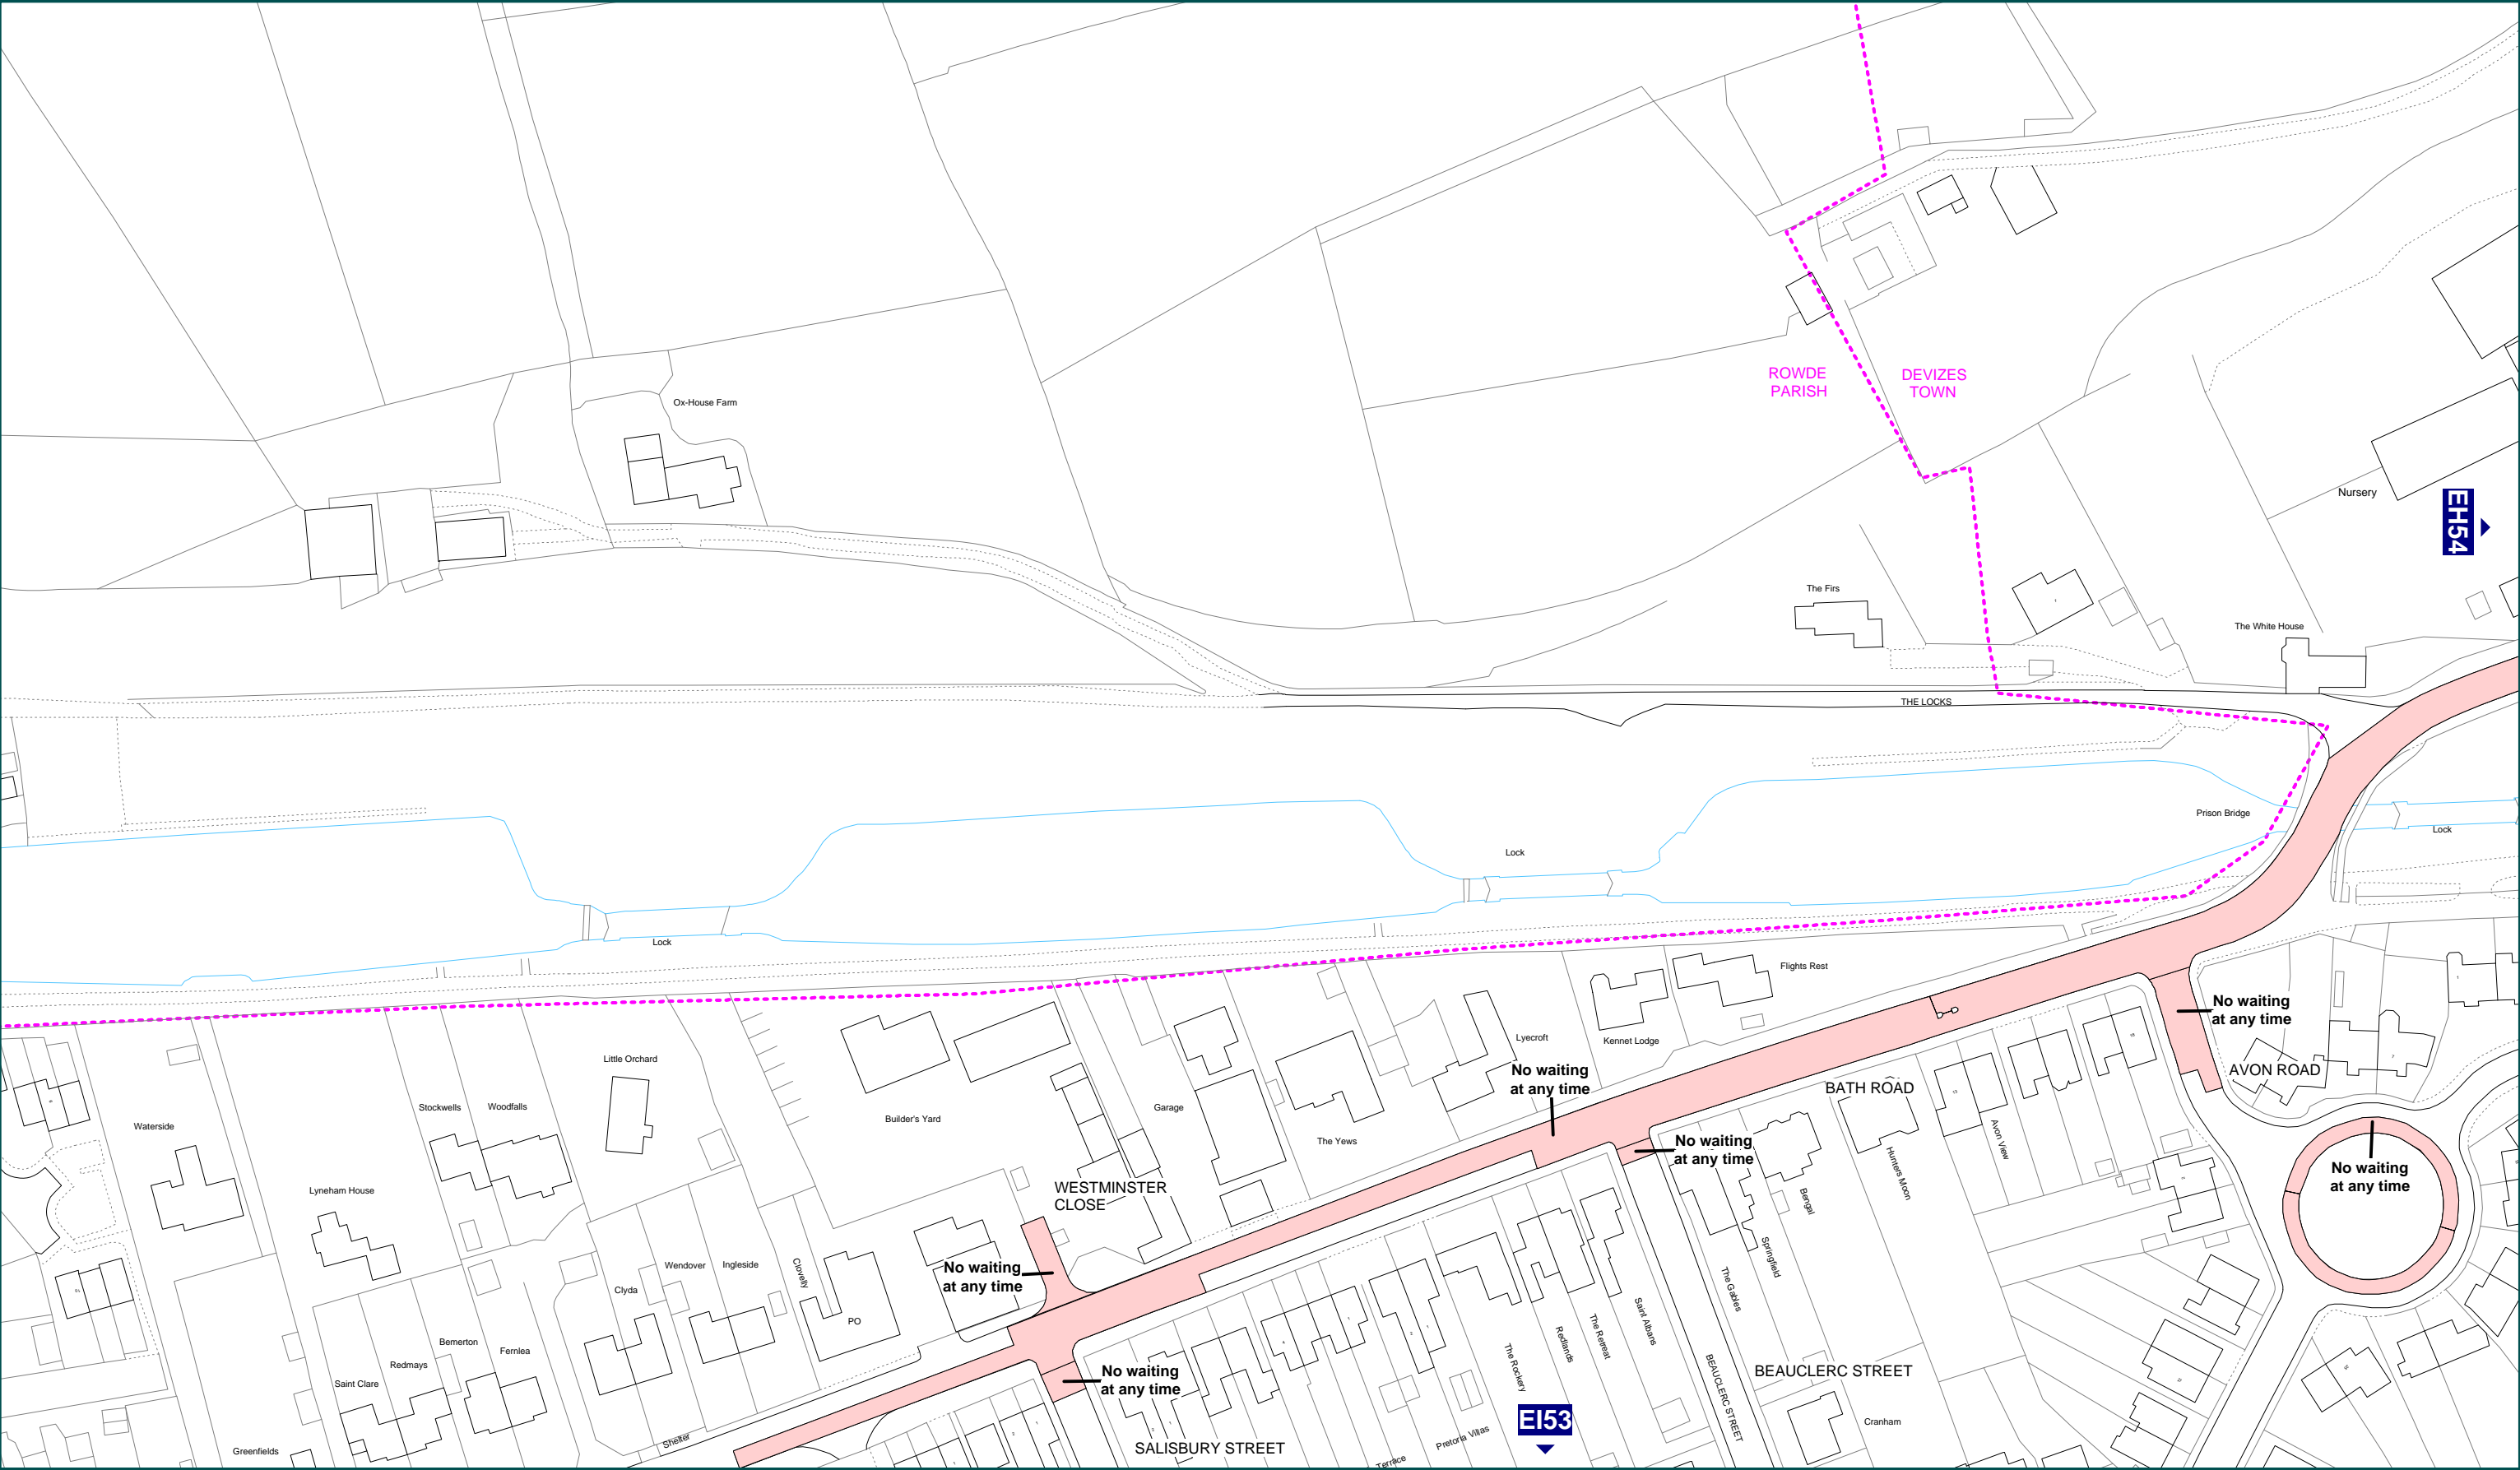 Ox-House Farm
ROWDE
PARISH
DEVIZES
TOWN
Nursery
EH54
The Firs
The White House
THE LOCKS
Prison Bridge
Lock
Lock
Lock
Flights Rest
Kennet Lodge
Lyecroft
No waiting
at any time
No waiting
at any time
AVON ROAD
BATH ROAD
Little Orchard
Stockwells
Woodfalls
Waterside
Builder's Yard
Garage
The Yews
No waiting
at any time
Avon View
Hunters Moon
Bengal
Springfield
The Gables
No waiting
at any time
Lyneham House
WESTMINSTER
CLOSE
Wendover
Ingleside
Clovelly
Clyda
No waiting
at any time
PO
Bemerton
Fernlea
Redmays
Saint Clare
Greenfields
Shelter
No waiting
at any time
SALISBURY STREET
Terrace
Pretoria Villas
The Rockery
Redlands
The Retreat
Saint Albans
BEAUCLERC STREET
BEAUCLERC STREET
Cranham
EI53